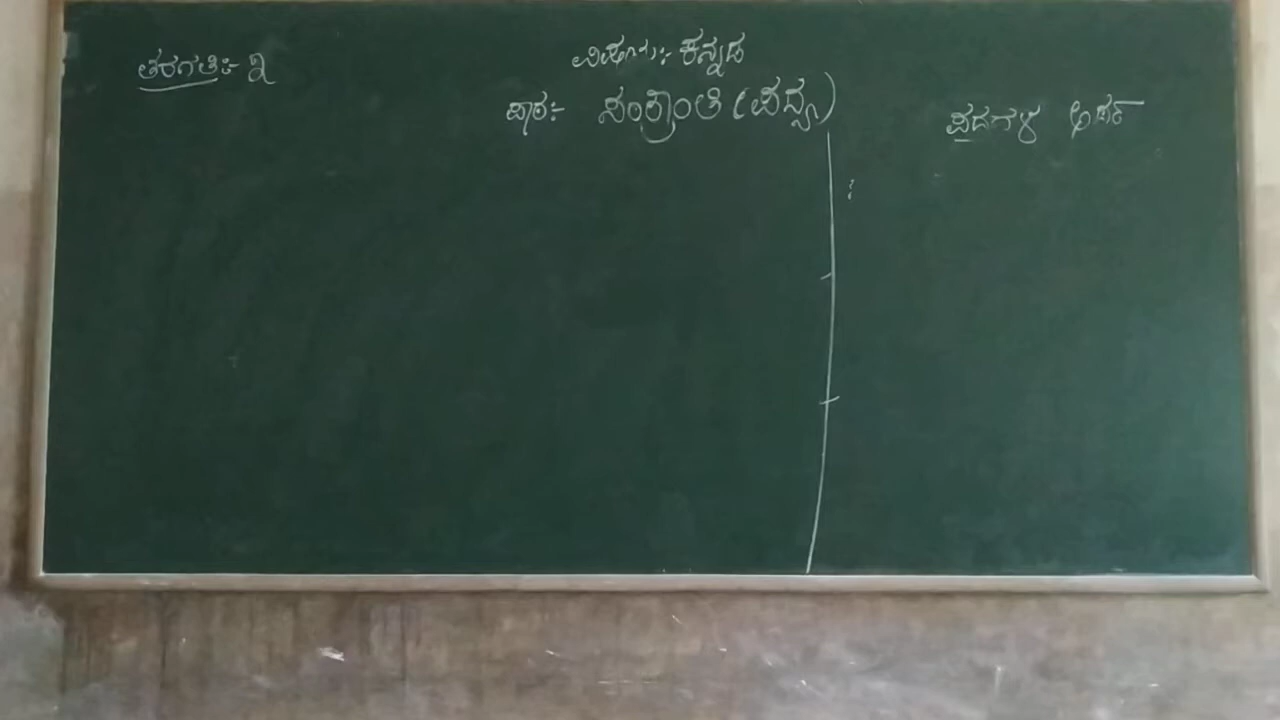 ತರಗತಿ:- ೩
ವಿಷಯ:- ಕನ್ನಡ
ಪಾಠ:- ಸಂಕ್ರಾಂತಿ (ಪದ್ಯ)
ಪದಗಳ ಅರ್ಥ